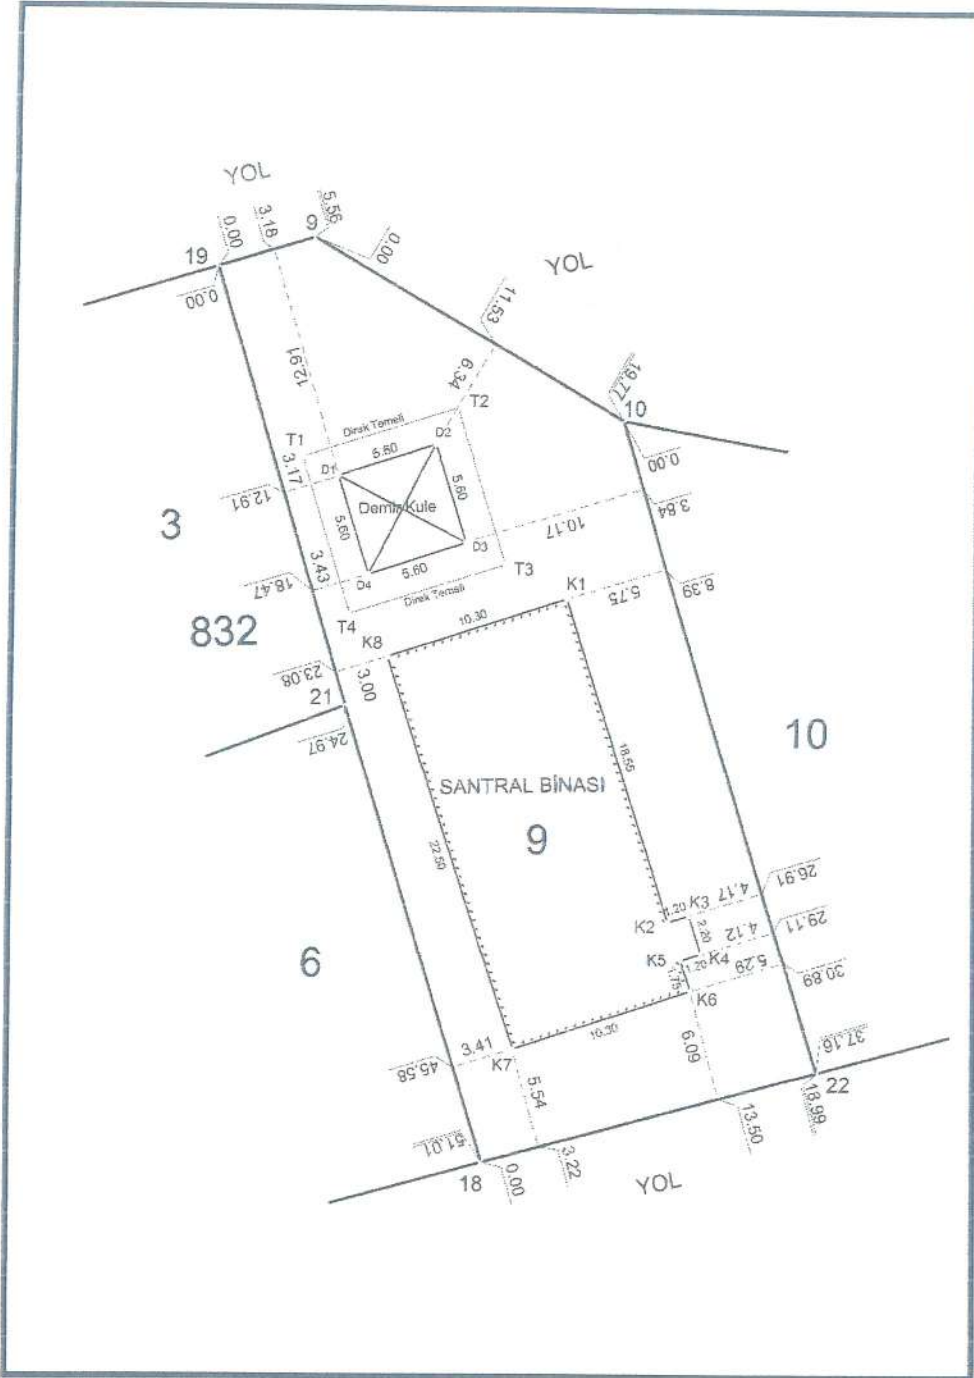 YOL
19
0.00
3.18
9
5.56
0.00
0.00
YOL
11.53
12.91
6.34
19.77
10
T2
Direk Temeli
T1
D2
5.60
D1
3.17
12.91
0.00
3.84
3
Demir Kule
5.60
5.60
10.17
D3
3.43
18.47
D4
5.60
T3
Direk Temeli
K1
5.75
8.39
832
T4
K8
10.30
23.08
3.00
21
24.97
10
18.55
SANTRAL BİNASI
9
22.50
1.20
K3
4.17
26.91
K2
2.20
4.12
29.11
K5
1.20
K4
5.29
30.89
1.75
K6
6
3.41
K7
10.30
6.09
45.58
5.54
37.16
22
18.99
13.50
51.01
18
0.00
3.22
YOL